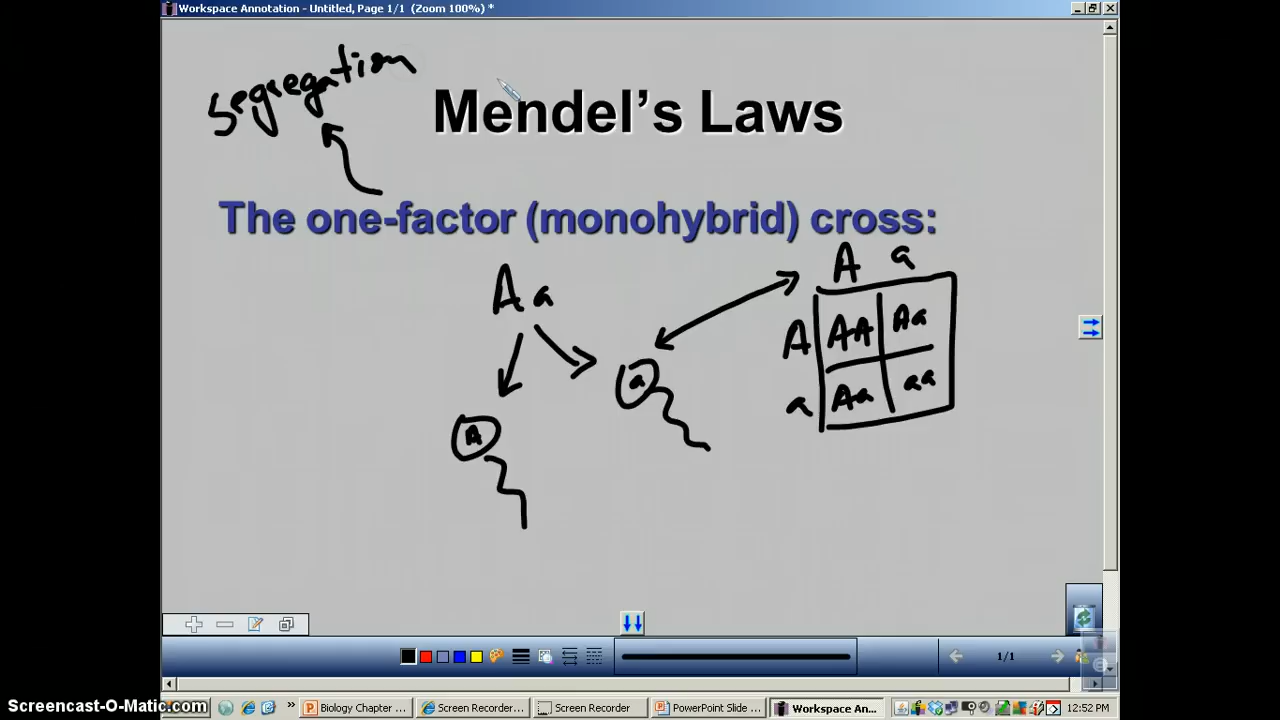 Workspace Annotation - Untitled, Page 1/1 (Zoom 100%) *
segregation
Mendel's Laws
The one-factor (monohybrid) cross:
A a
Aa
A AA Aa
a Aa aa
a
A
1/1
Screencast-O-Matic.com
Biology Chapter ...
Screen Recorder...
Screen Recorder
PowerPoint Slide ...
Workspace An...
12:52 PM